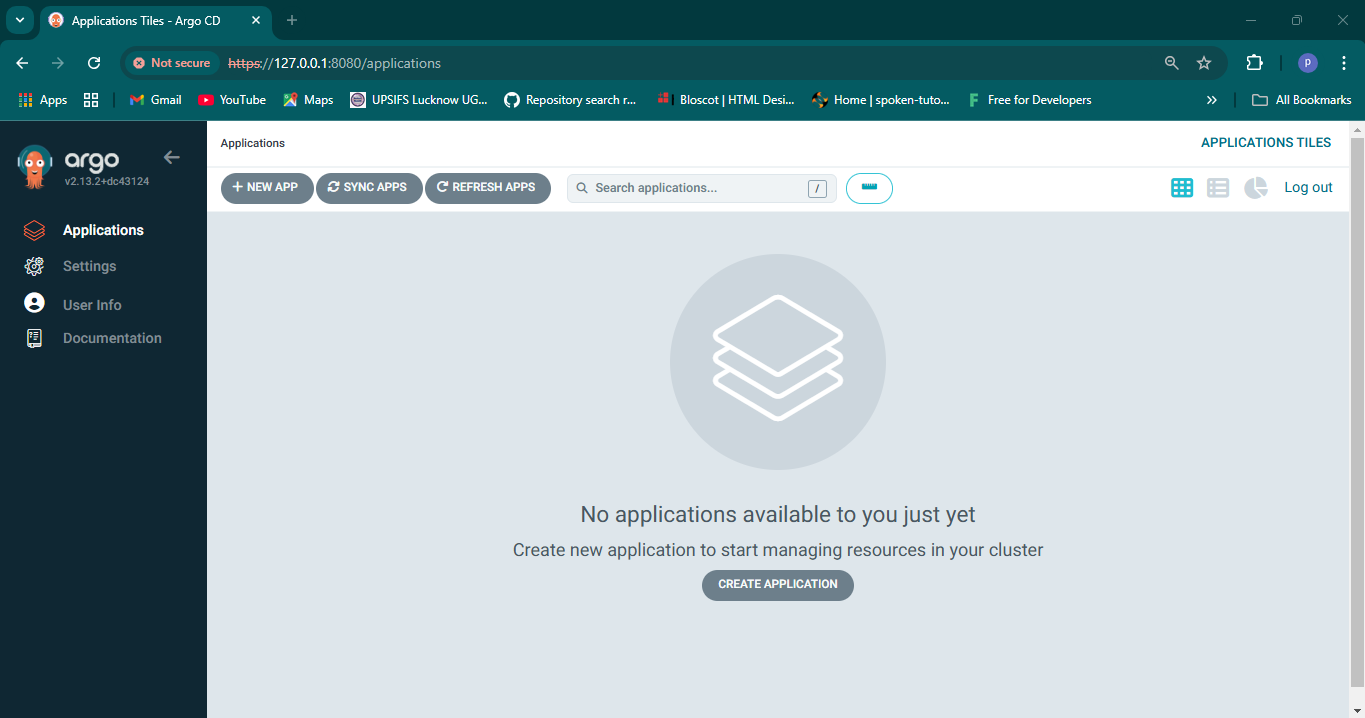 Applications Tiles - Argo CD
Not secure https://127.0.0.1:8080/applications p
Apps Gmail YouTube Maps UPSIFS Lucknow UG... Repository search r... Bloscot | HTML Desi... Home | spoken-tuto... Free for Developers » All Bookmarks
argo
v2.13.2+dc43124
Applications
Settings
User Info
Documentation
Applications APPLICATIONS TILES
+ NEW APP SYNC APPS REFRESH APPS Search applications... / Log out
No applications available to you just yet
Create new application to start managing resources in your cluster
CREATE APPLICATION